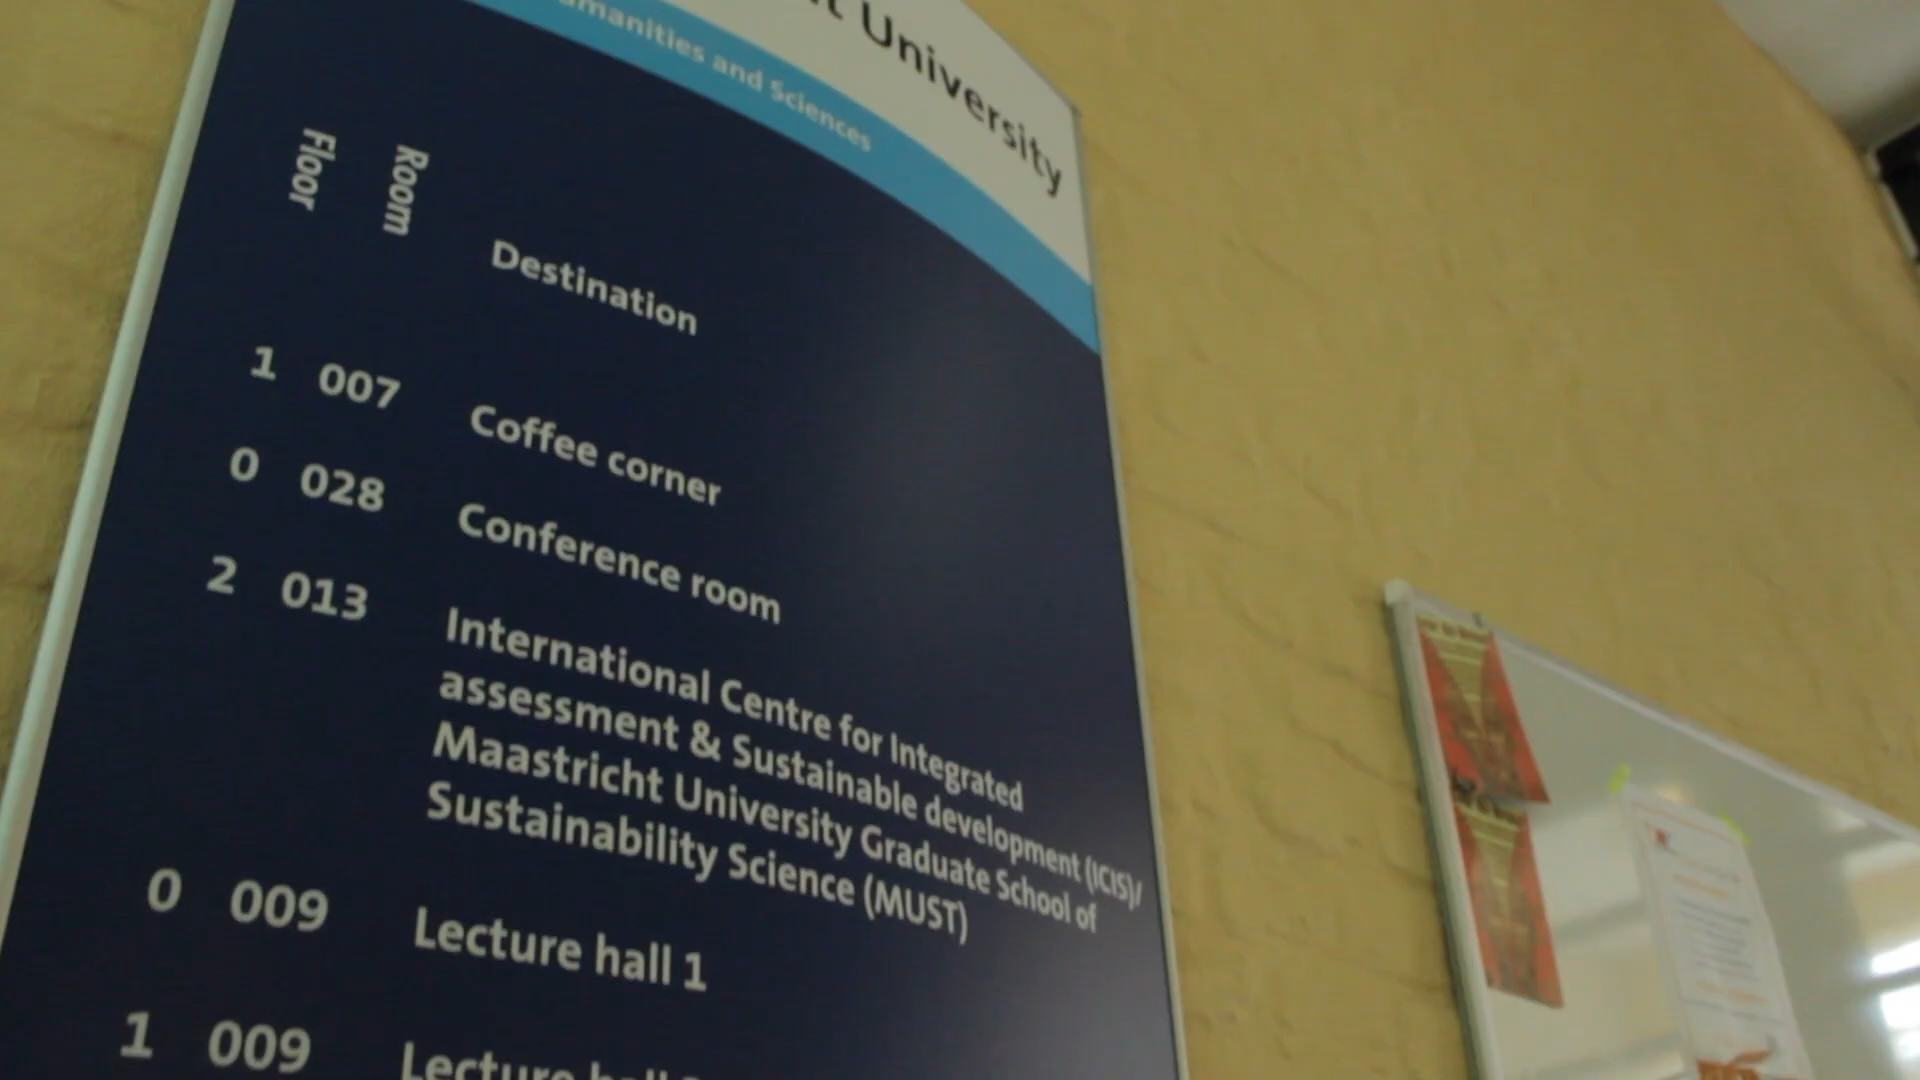 University
and Sciences
Floor Room Destination
1 007 Coffee corner
0 028 Conference room
2 013 International Centre for Integrated
assessment & Sustainable development (ICIS)/
Maastricht University Graduate School of
Sustainability Science (MUST)
0 009 Lecture hall 1
1 009 Lecture